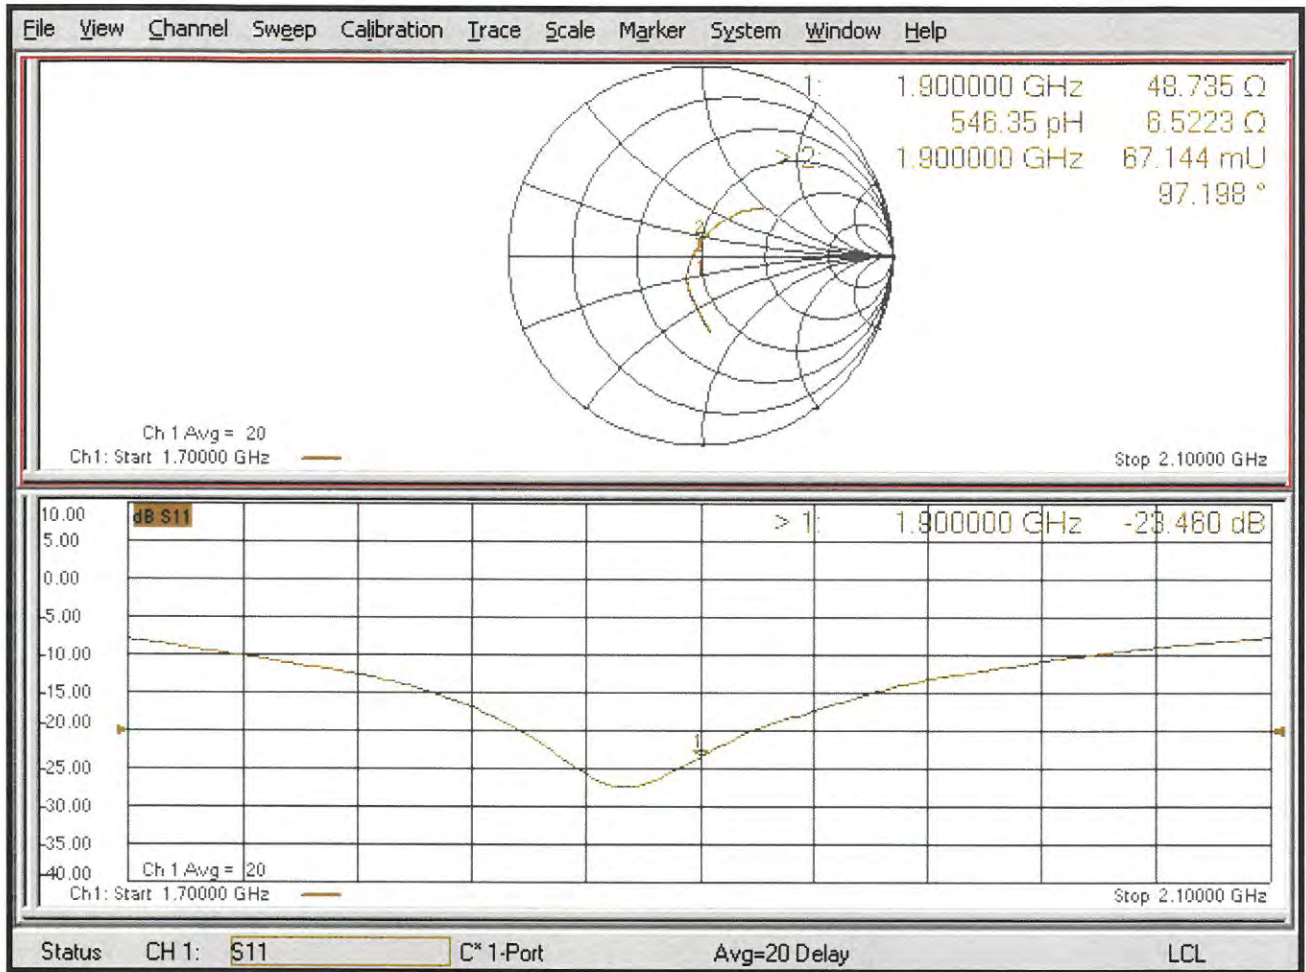 File View Channel Sweep Calibration Trace Scale Marker System Window Help
1: 1.900000 GHz 48.735 Ω
546.35 pH 6.5223 Ω
> 2: 1.900000 GHz 67.144 mU
97.198 °
2
1
Ch 1 Avg = 20
Ch1: Start 1.70000 GHz
Stop 2.10000 GHz
10.00
dB S11
> 1: 1.900000 GHz -23.460 dB
5.00
0.00
-5.00
-10.00
-15.00
-20.00
1
-25.00
-30.00
-35.00
-40.00
Ch 1 Avg = 20
Ch1: Start 1.70000 GHz
Stop 2.10000 GHz
Status CH 1: S11 C* 1-Port Avg=20 Delay LCL